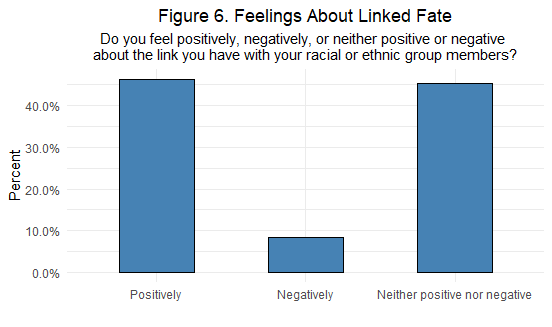 Figure 6. Feelings About Linked Fate
Do you feel positively, negatively, or neither positive or negative
about the link you have with your racial or ethnic group members?
Percent
40.0%
30.0%
20.0%
10.0%
0.0%
Positively
Negatively
Neither positive nor negative